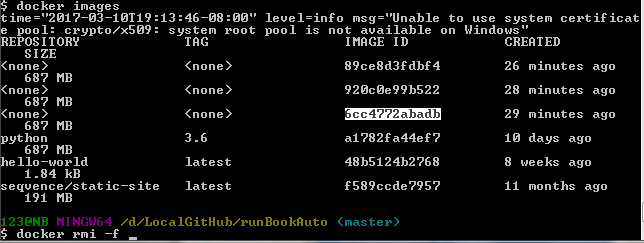 $ docker images
time="2017-03-10T19:13:46-08:00" level=info msg="Unable to use system certificat
e pool: crypto/x509: system root pool is not available on Windows"
REPOSITORY TAG IMAGE ID CREATED
SIZE
<none> <none> 89ce8d3fdbf4 26 minutes ago
687 MB
<none> <none> 920c0e99b522 28 minutes ago
687 MB
<none> <none> 6cc4772abadb 29 minutes ago
687 MB
python 3.6 a1782fa44ef7 10 days ago
687 MB
hello-world latest 48b5124b2768 8 weeks ago
1.84 kB
seqvence/static-site latest f589ccde7957 11 months ago
191 MB
123@NB MINGW64 /d/LocalGitHub/runBookAuto (master)
$ docker rmi -f _